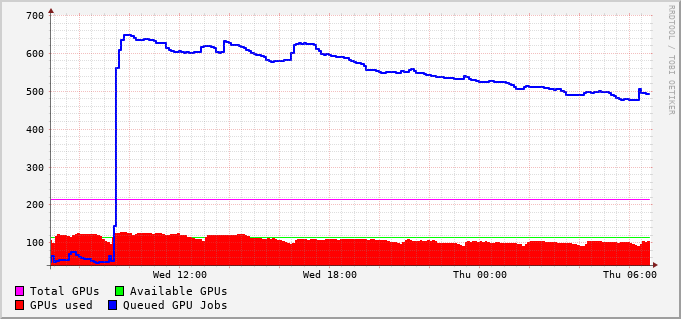 700
600
500
400
300
200
100
Wed 12:00 Wed 18:00 Thu 00:00 Thu 06:00
Total GPUs Available GPUs
GPUs used Queued GPU Jobs
RRDTOOL / TOBI OETIKER